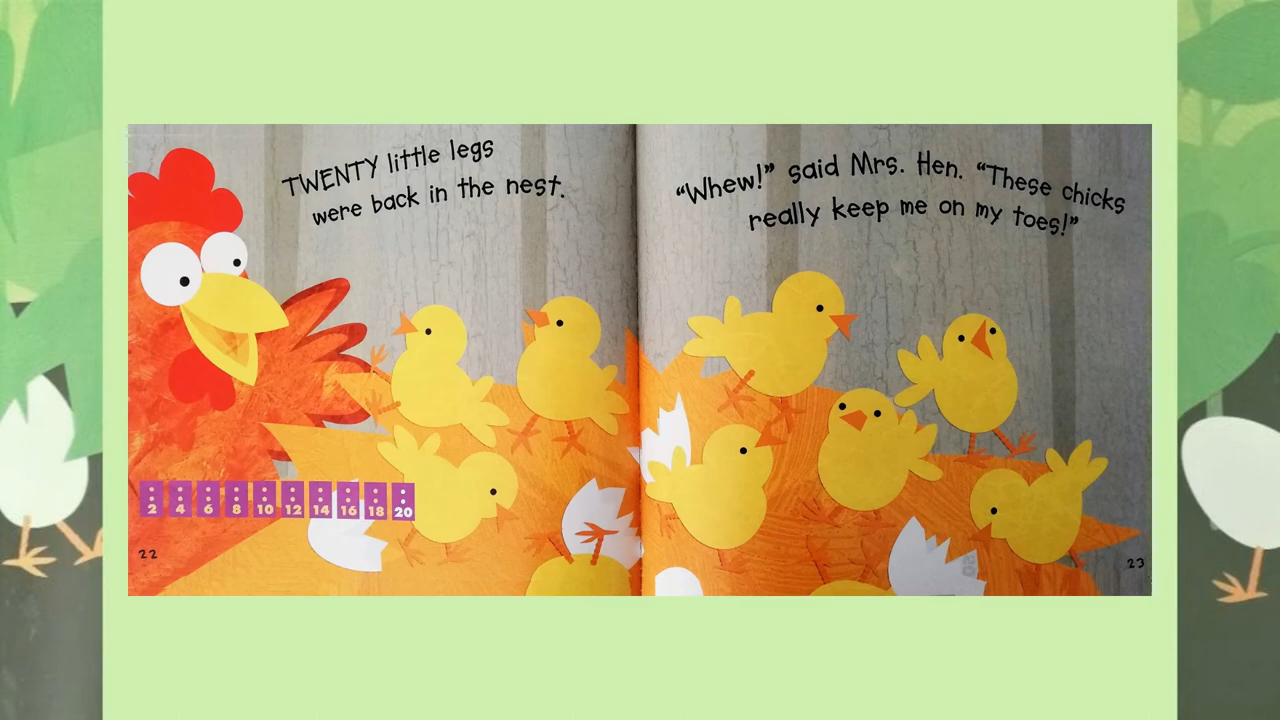 TWENTY little legs
were back in the nest.
2 4 6 8 10 12 14 16 18 20
22
“Whew!” said Mrs. Hen. “These chicks
really keep me on my toes!”
23